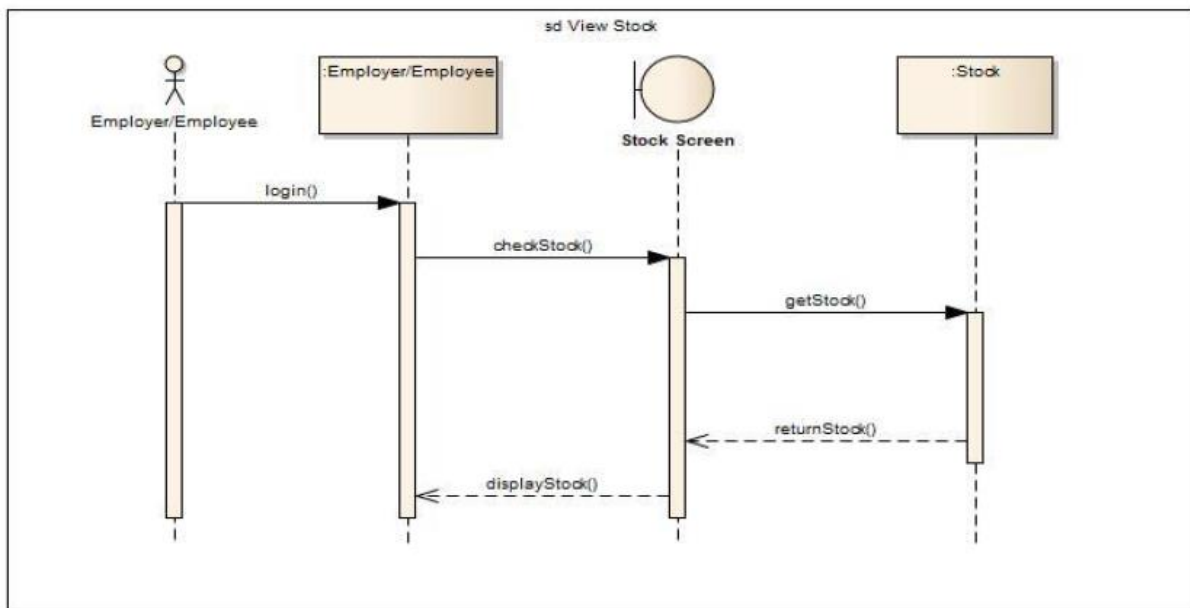 sd View Stock
:Employer/Employee
:Stock
Employer/Employee
Stock Screen
login()
checkStock()
getStock()
returnStock()
displayStock()